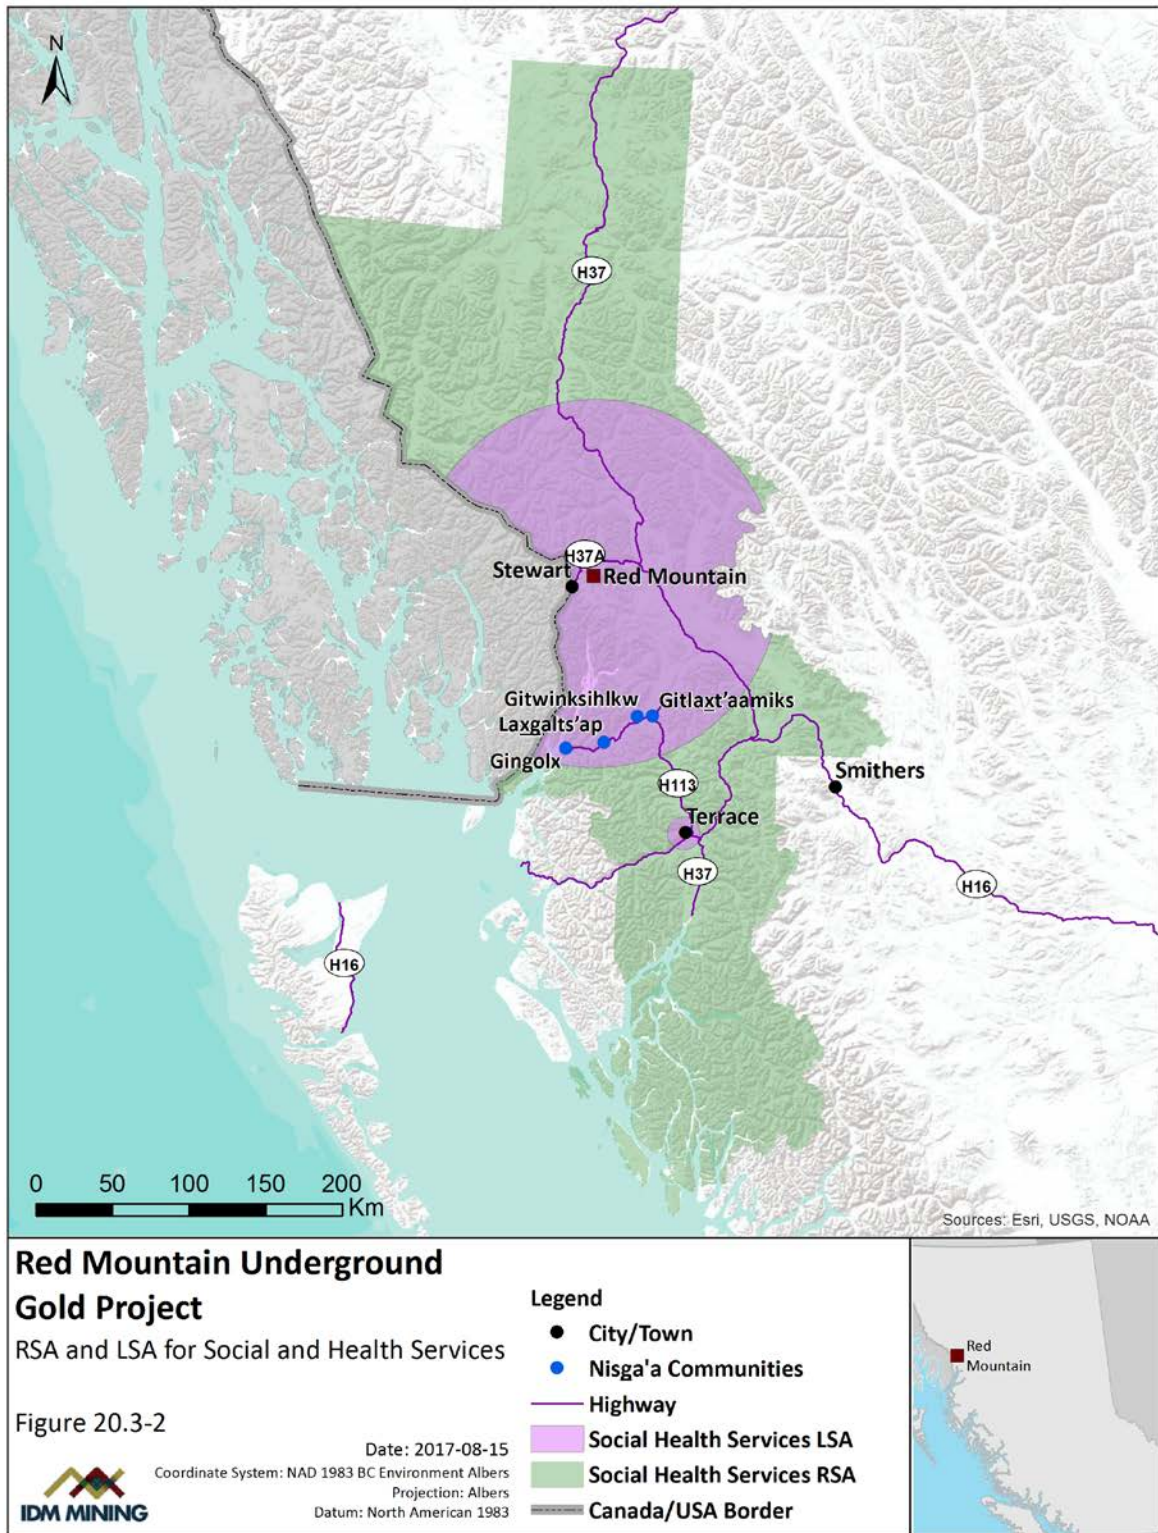 N
H37
H37A
Stewart
Red Mountain
Gitwinksihlkw
Gitlax̱t'aamiks
Lax̱g̱alts'ap
Gingolx
H113
Smithers
Terrace
H37
H16
H16
0 50 100 150 200
Km
Sources: Esri, USGS, NOAA
Red Mountain Underground
Gold Project
RSA and LSA for Social and Health Services
Figure 20.3-2
Date: 2017-08-15
Coordinate System: NAD 1983 BC Environment Albers
Projection: Albers
Datum: North American 1983
IDM MINING
Legend
City/Town
Nisga'a Communities
Highway
Social Health Services LSA
Social Health Services RSA
Canada/USA Border
Red
Mountain